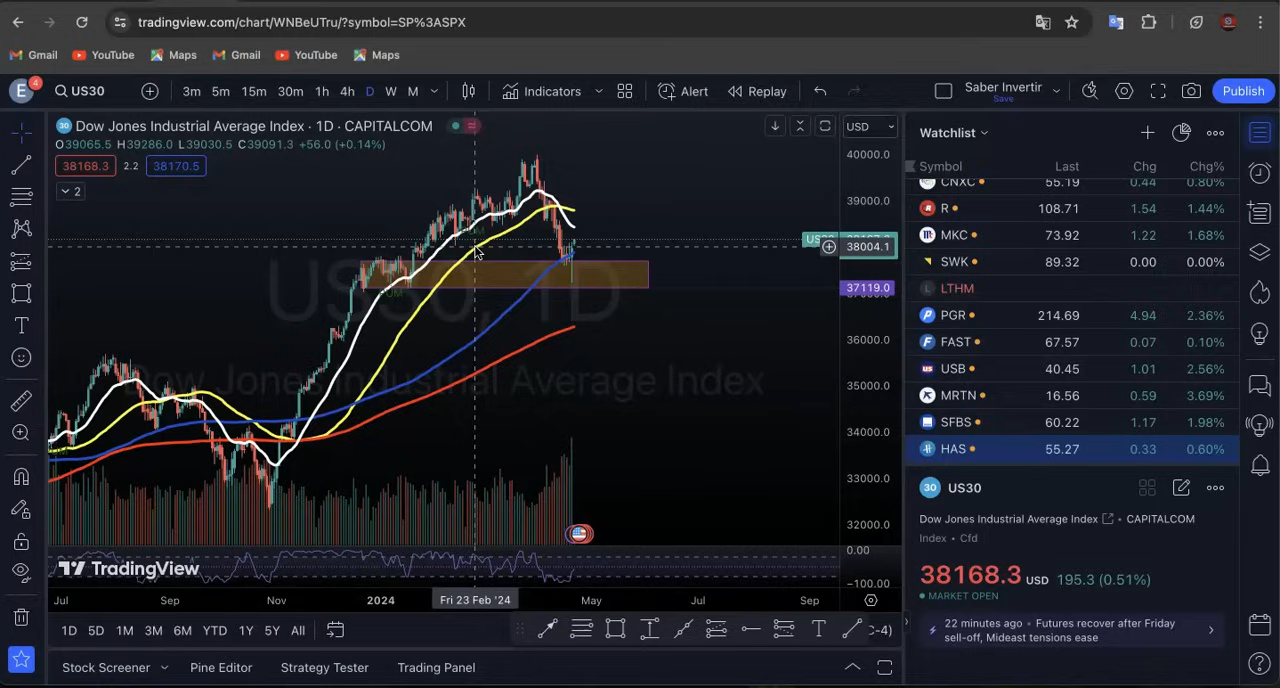 tradingview.com/chart/WNBeUTru/?symbol=SP%3ASPX
Gmail YouTube Maps Gmail YouTube Maps
E 4 US30 3m 5m 15m 30m 1h 4h D W M Indicators Alert Replay Saber Invertir Save Publish
30 Dow Jones Industrial Average Index · 1D · CAPITALCOM
O39065.5 H39286.0 L39030.5 C39091.3 +56.0 (+0.14%)
38168.3 2.2 38170.5
2
USD
40000.0
39000.0
38004.1
37119.0
36000.0
35000.0
34000.0
33000.0
32000.0
0.00
−100.00
US30, 1D
Dow Jones Industrial Average Index
TradingView
Jul Sep Nov 2024 Fri 23 Feb '24 May Jul Sep
1D 5D 1M 3M 6M YTD 1Y 5Y All
Stock Screener Pine Editor Strategy Tester Trading Panel
Watchlist
Symbol Last Chg Chg%
CNXC 55.19 0.44 0.80%
R 108.71 1.54 1.44%
MKC 73.92 1.22 1.68%
SWK 89.32 0.00 0.00%
L LTHM
PGR 214.69 4.94 2.36%
FAST 67.57 0.07 0.10%
USB 40.45 1.01 2.56%
MRTN 16.56 0.59 3.69%
SFBS 60.22 1.17 1.98%
HAS 55.27 0.33 0.60%
30 US30
Dow Jones Industrial Average Index • CAPITALCOM
Index • Cfd
38168.3 USD 195.3 (0.51%)
MARKET OPEN
22 minutes ago • Futures recover after Friday
sell-off, Mideast tensions ease